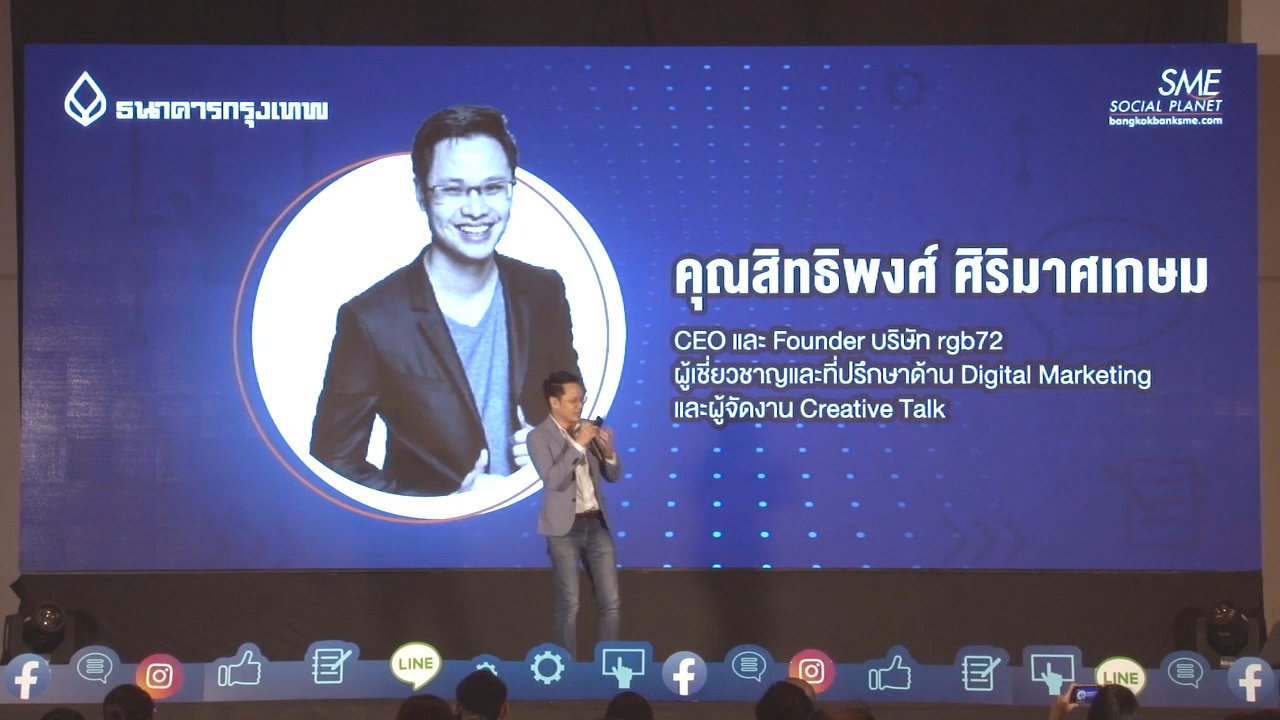 ธนาคารกรุงเทพ
SME
SOCIAL PLANET
bangkokbanksme.com
คุณสิทธิพงศ์ ศิริมาศเกษม
CEO และ Founder บริษัท rgb72
ผู้เชี่ยวชาญและที่ปรึกษาด้าน Digital Marketing
และผู้จัดงาน Creative Talk
LINE
LINE